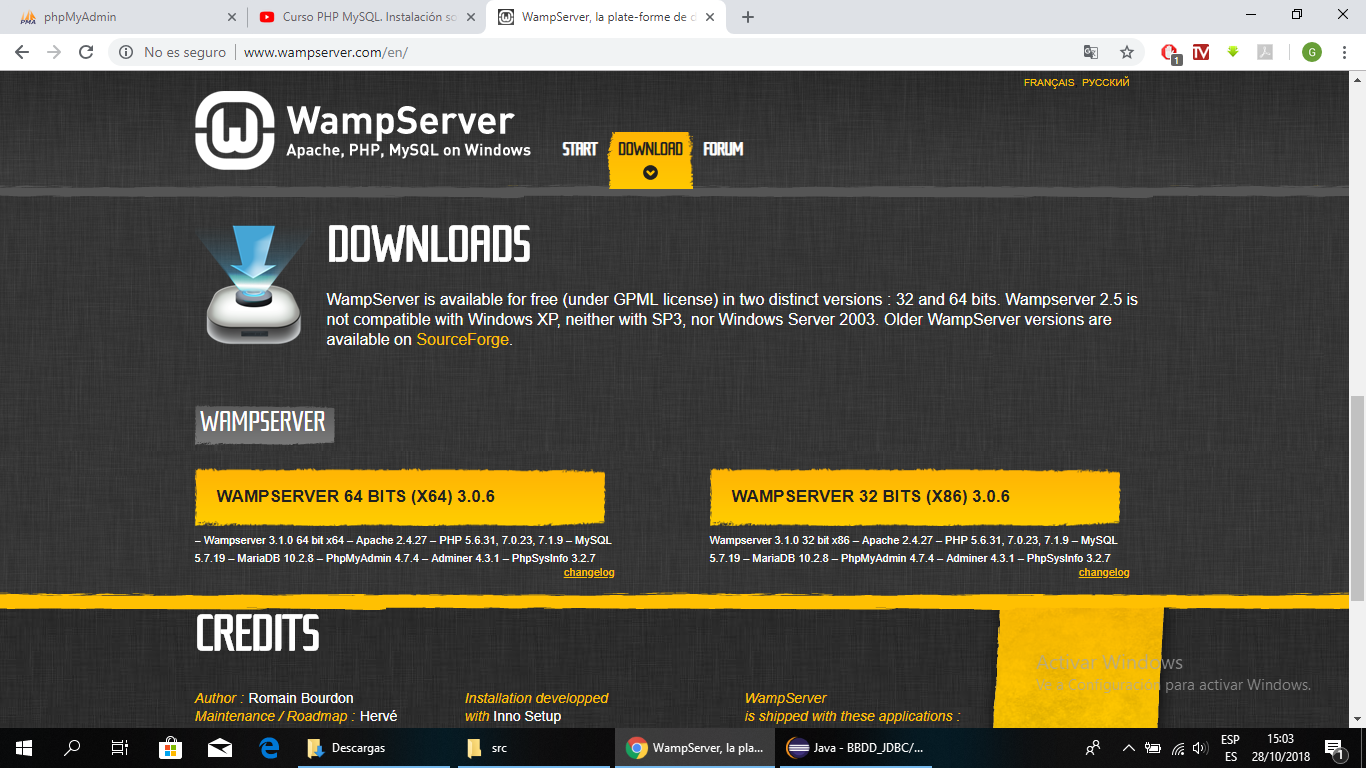 phpMyAdmin
Curso PHP MySQL. Instalación so
WampServer, la plate-forme de d
No es seguro
www.wampserver.com/en/
G
1
FRANÇAIS РУССКИЙ
WampServer
Apache, PHP, MySQL on Windows
START
DOWNLOAD
FORUM
DOWNLOADS
WampServer is available for free (under GPML license) in two distinct versions : 32 and 64 bits. Wampserver 2.5 is
not compatible with Windows XP, neither with SP3, nor Windows Server 2003. Older WampServer versions are
available on SourceForge.
WAMPSERVER
WAMPSERVER 64 BITS (X64) 3.0.6
– Wampserver 3.1.0 64 bit x64 – Apache 2.4.27 – PHP 5.6.31, 7.0.23, 7.1.9 – MySQL
5.7.19 – MariaDB 10.2.8 – PhpMyAdmin 4.7.4 – Adminer 4.3.1 – PhpSysInfo 3.2.7
changelog
WAMPSERVER 32 BITS (X86) 3.0.6
Wampserver 3.1.0 32 bit x86 – Apache 2.4.27 – PHP 5.6.31, 7.0.23, 7.1.9 – MySQL
5.7.19 – MariaDB 10.2.8 – PhpMyAdmin 4.7.4 – Adminer 4.3.1 – PhpSysInfo 3.2.7
changelog
CREDITS
Author : Romain Bourdon
Maintenance / Roadmap : Hervé
Installation developped
with Inno Setup
WampServer
is shipped with these applications :
Activar Windows
Ve a Configuración para activar Windows.
Descargas
src
WampServer, la pla...
Java - BBDD_JDBC/...
ESP
ES
15:03
28/10/2018
1